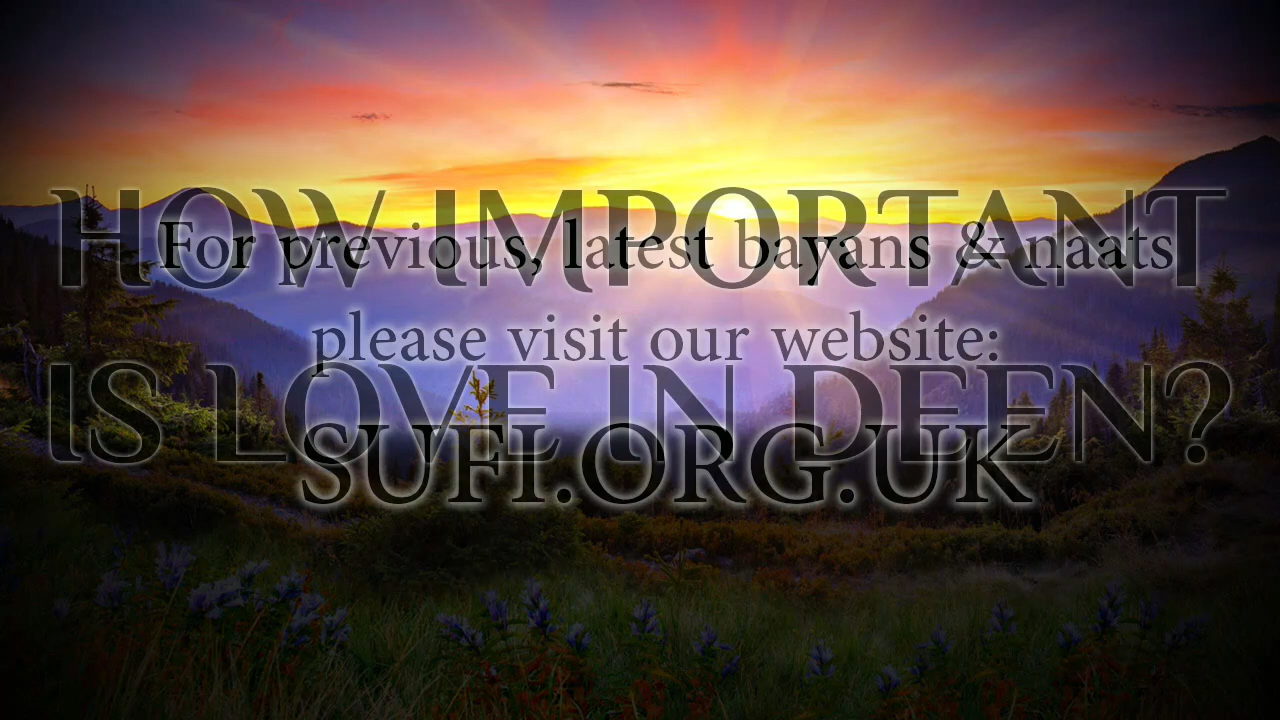 HOW IMPORTANT
For previous, latest bayans & naats
please visit our website:
IS LOVE IN DEEN?
SUFI.ORG.UK